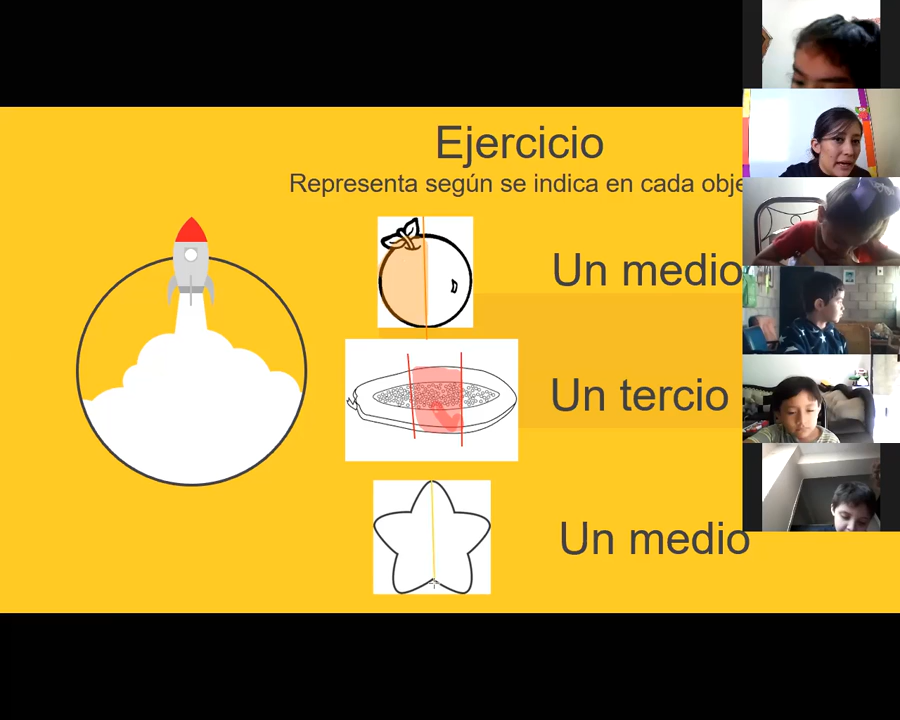 Ejercicio
Representa según se indica en cada obje
Un medio
Un tercio
Un medio